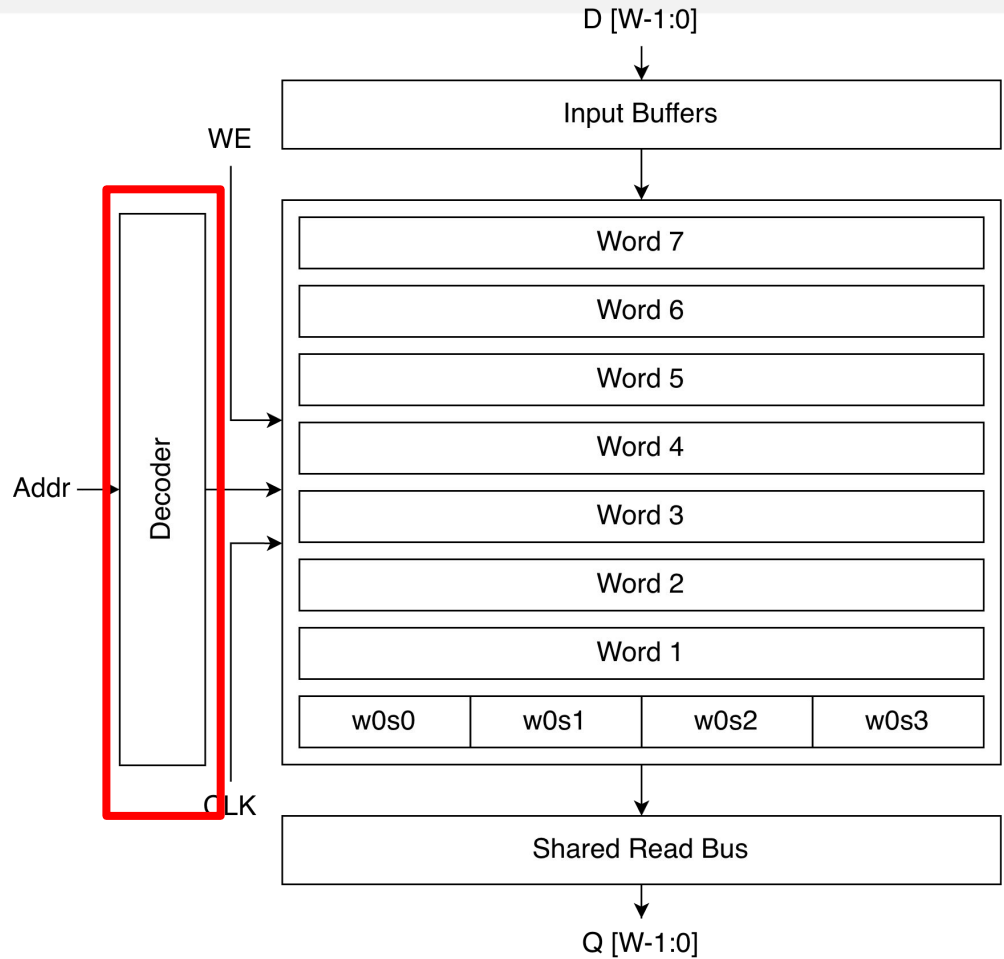 D [W-1:0]
Input Buffers
WE
Word 7
Word 6
Word 5
Word 4
Addr
Decoder
Word 3
Word 2
Word 1
w0s0 w0s1 w0s2 w0s3
CLK
Shared Read Bus
Q [W-1:0]